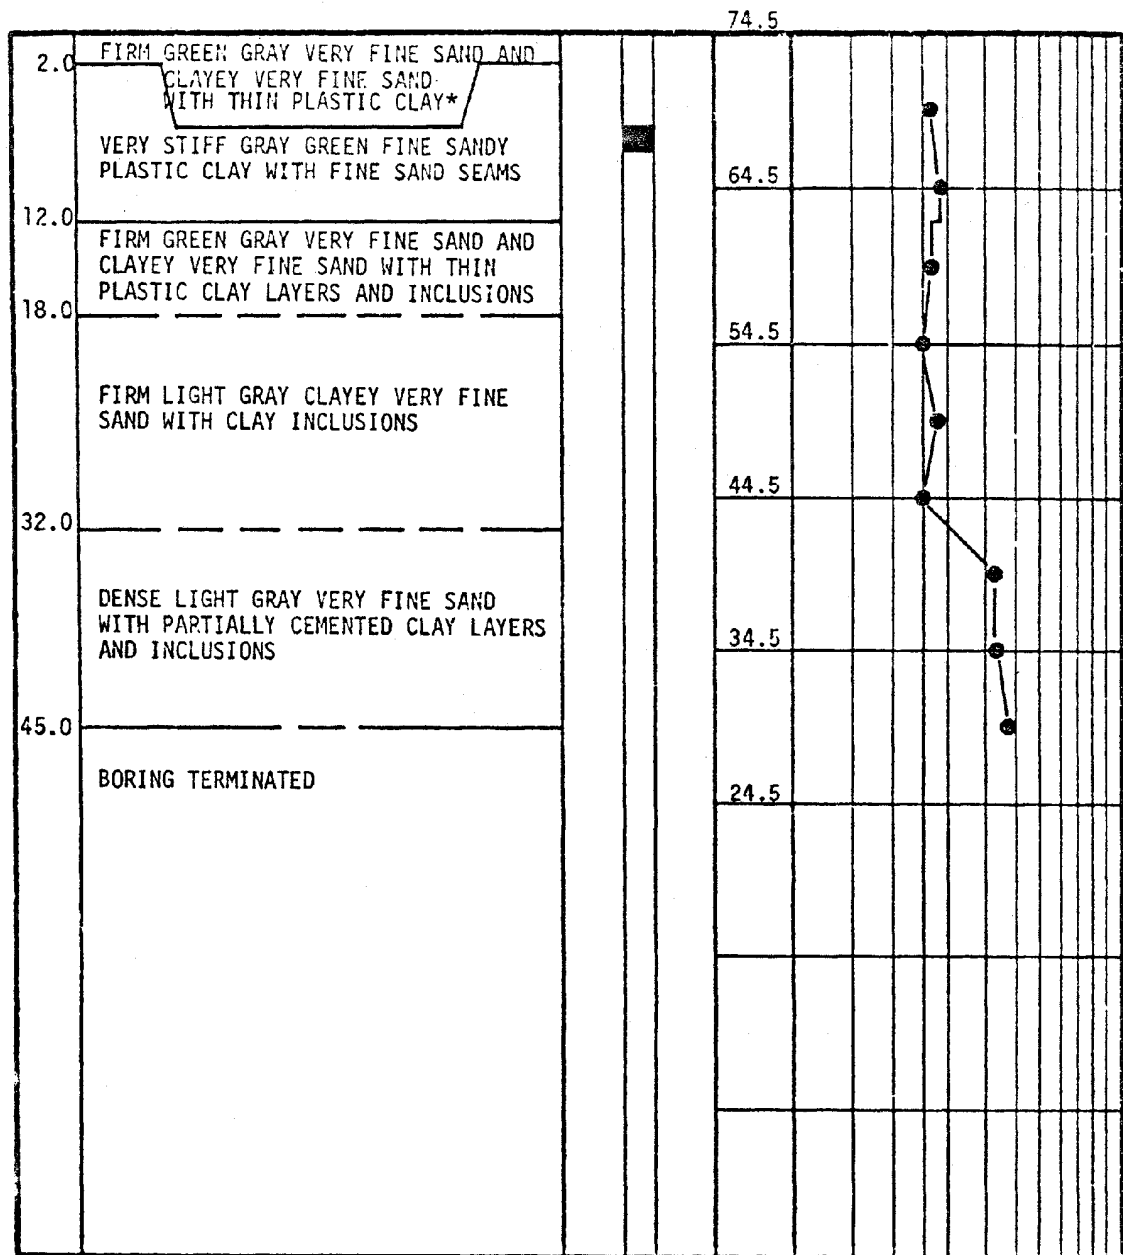 74.5
2.0
FIRM GREEN GRAY VERY FINE SAND AND
CLAYEY VERY FINE SAND
WITH THIN PLASTIC CLAY*
VERY STIFF GRAY GREEN FINE SANDY
PLASTIC CLAY WITH FINE SAND SEAMS
64.5
12.0
FIRM GREEN GRAY VERY FINE SAND AND
CLAYEY VERY FINE SAND WITH THIN
PLASTIC CLAY LAYERS AND INCLUSIONS
18.0
54.5
FIRM LIGHT GRAY CLAYEY VERY FINE
SAND WITH CLAY INCLUSIONS
44.5
32.0
DENSE LIGHT GRAY VERY FINE SAND
WITH PARTIALLY CEMENTED CLAY LAYERS
AND INCLUSIONS
34.5
45.0
BORING TERMINATED
24.5